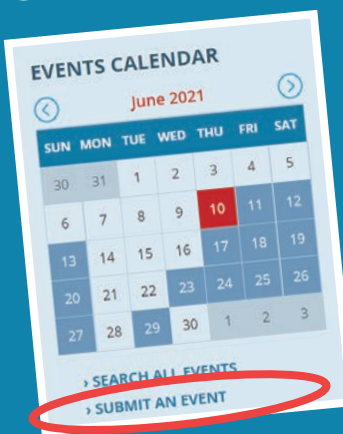 EVENTS CALENDAR
June 2021
SUN MON TUE WED THU FRI SAT
30 31 1 2 3 4 5
6 7 8 9 10 11 12
13 14 15 16 17 18 19
20 21 22 23 24 25 26
27 28 29 30 1 2 3
› SEARCH ALL EVENTS
› SUBMIT AN EVENT